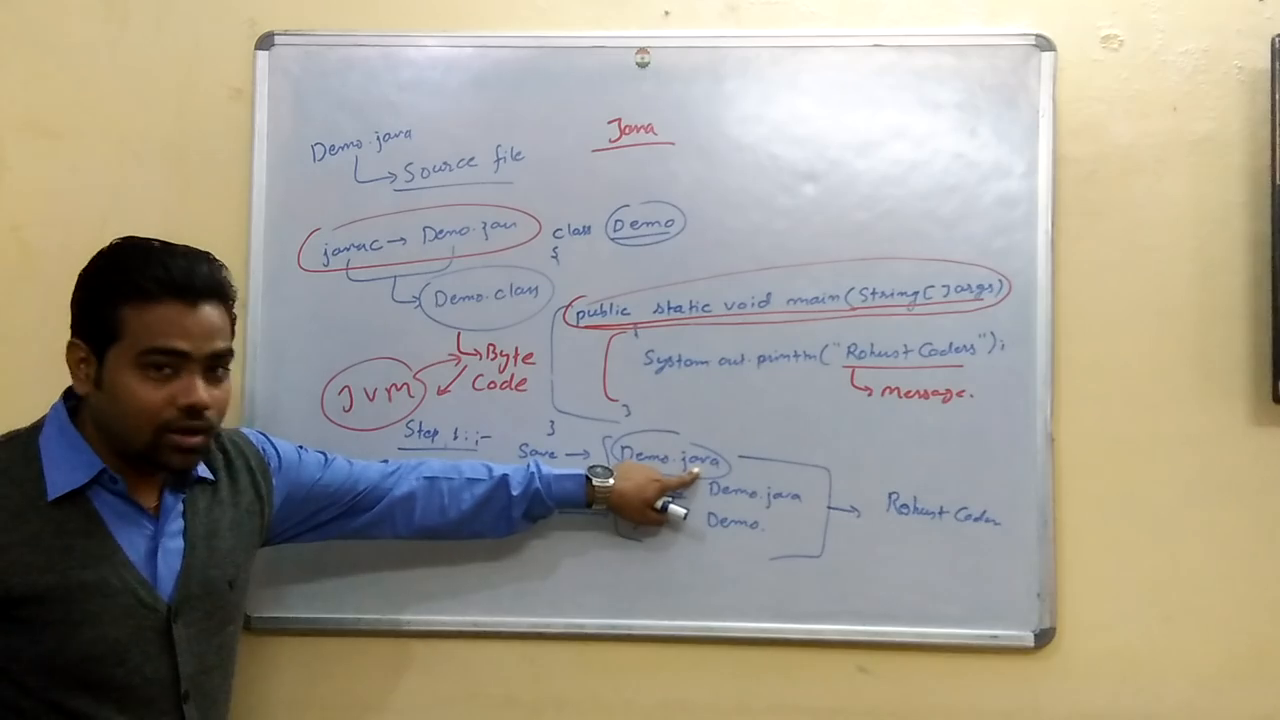 Java
Demo.java
Source file
javac → Demo.java
class Demo
{
Demo.class
public static void main(String[]args)
{
System.out.println("Robust Coders");
Byte
Code
JVM
Message.
}
}
Step 1:-
Save → Demo.java
Demo.java
Demo.
Robust Coder